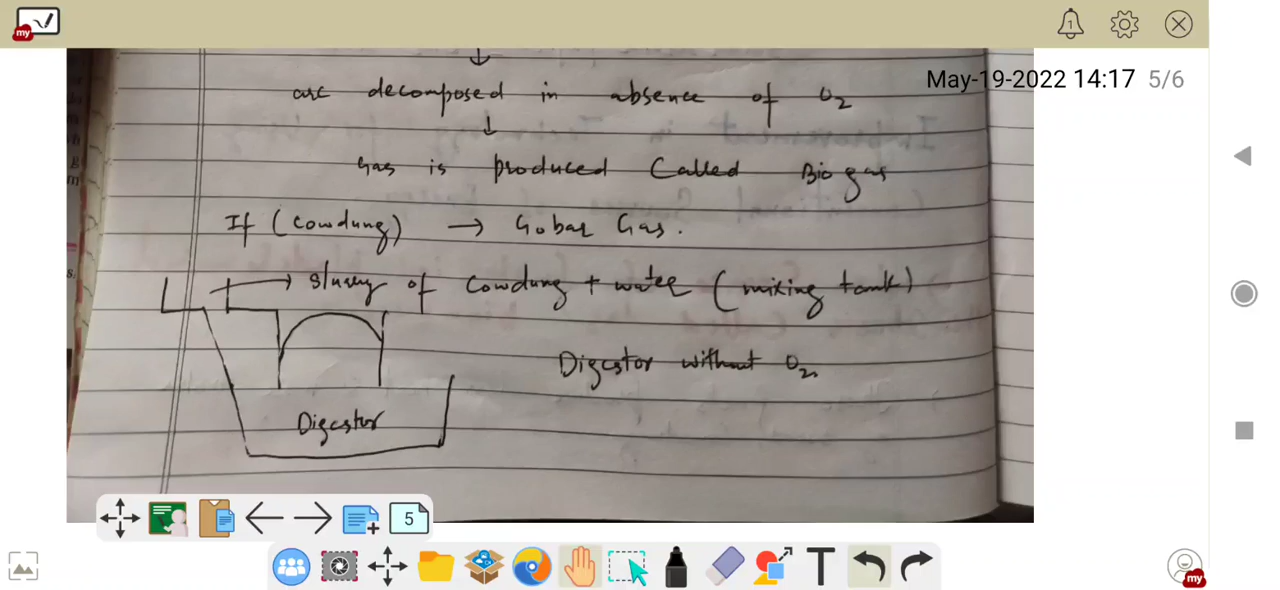 May-19-2022 14:17 5/6
are decomposed in absence of O2
Gas is produced Called Bio gas
If (Cowdung) → Gobar Gas.
slurry of Cowdung + water (mixing tank)
Digestor without O2
Digestor
5